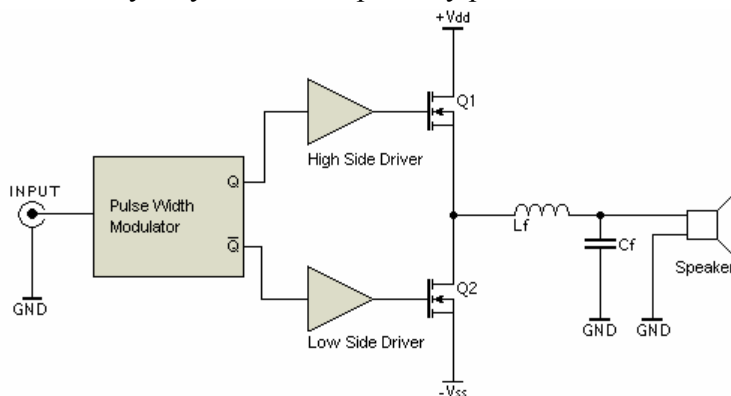 +Vdd
Q1
High Side Driver
INPUT
Pulse Width
Modulator
Q
Q̅
GND
Lf
Cf
Speaker
Q2
GND
GND
Low Side Driver
-Vss